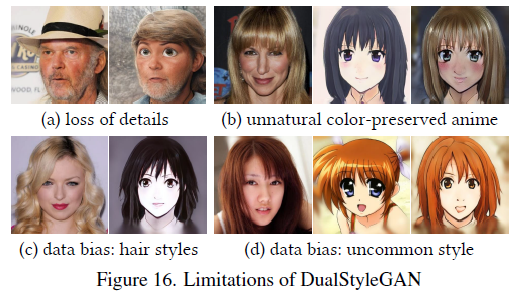 (a) loss of details
(b) unnatural color-preserved anime
(c) data bias: hair styles
(d) data bias: uncommon style
Figure 16. Limitations of DualStyleGAN